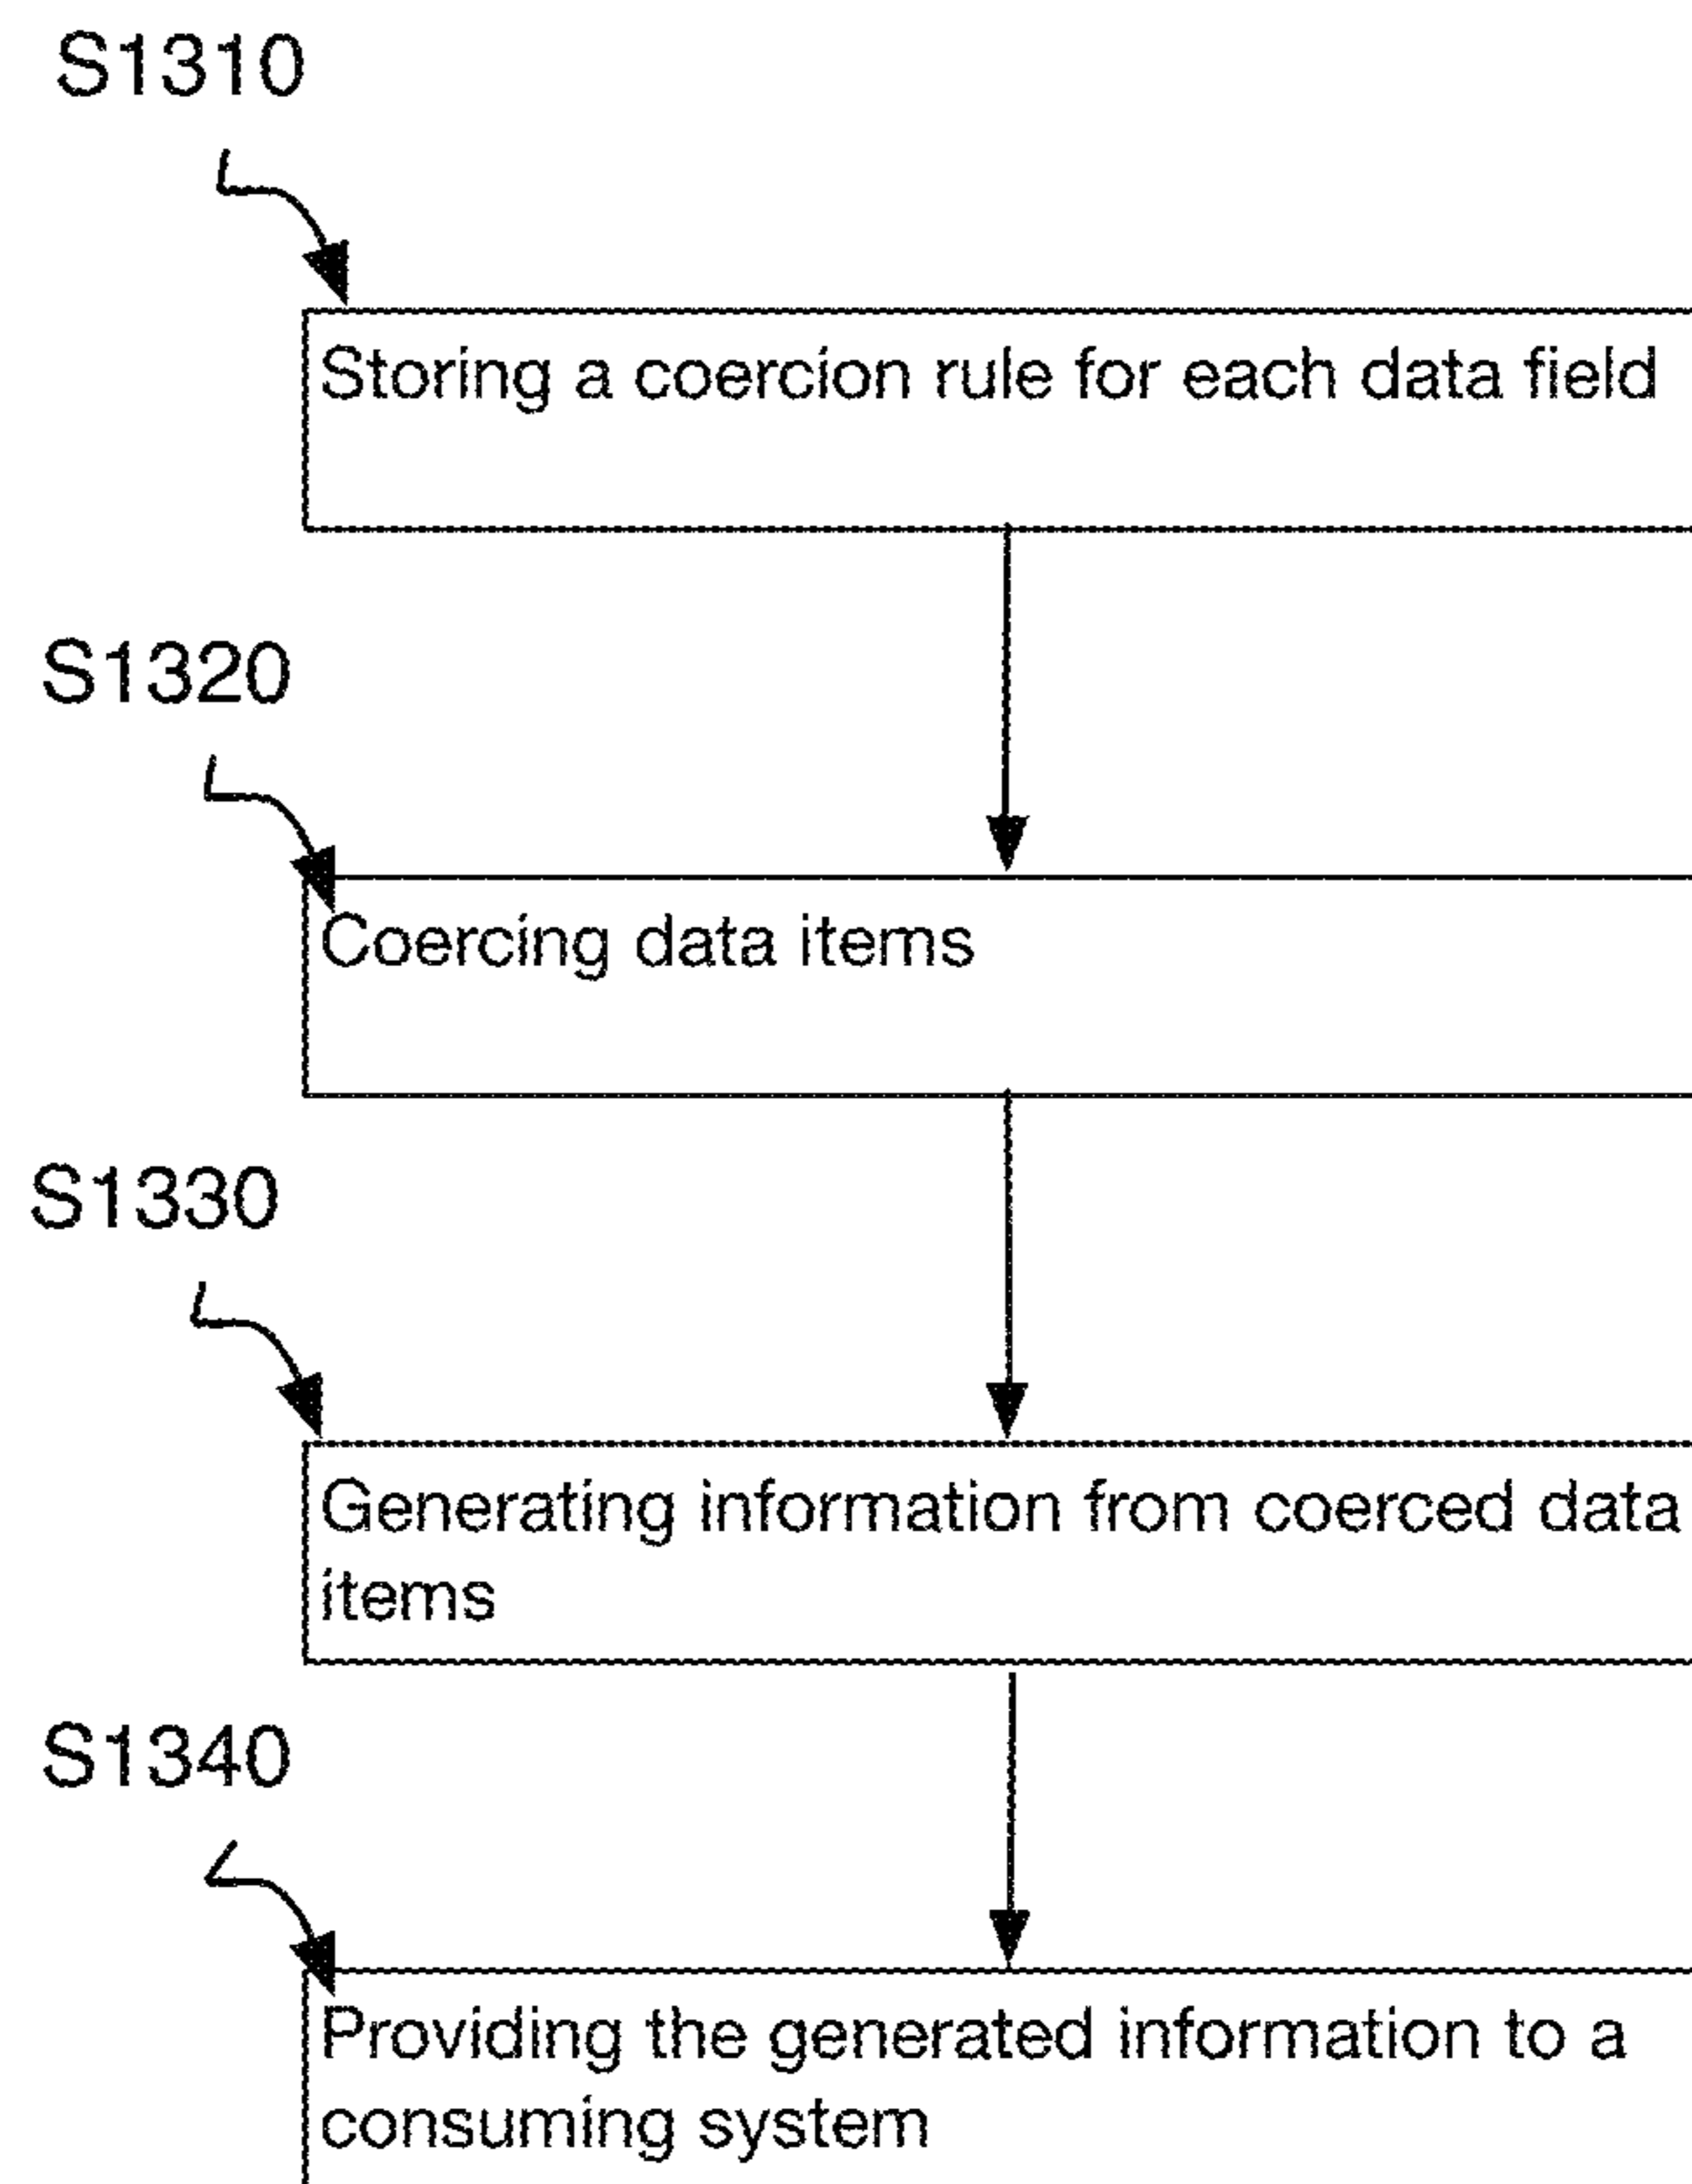 S1310
Storing a coercion rule for each data field
S1320
Coercing data items
S1330
Generating information from coerced data
items
S1340
Providing the generated information to a
consuming system